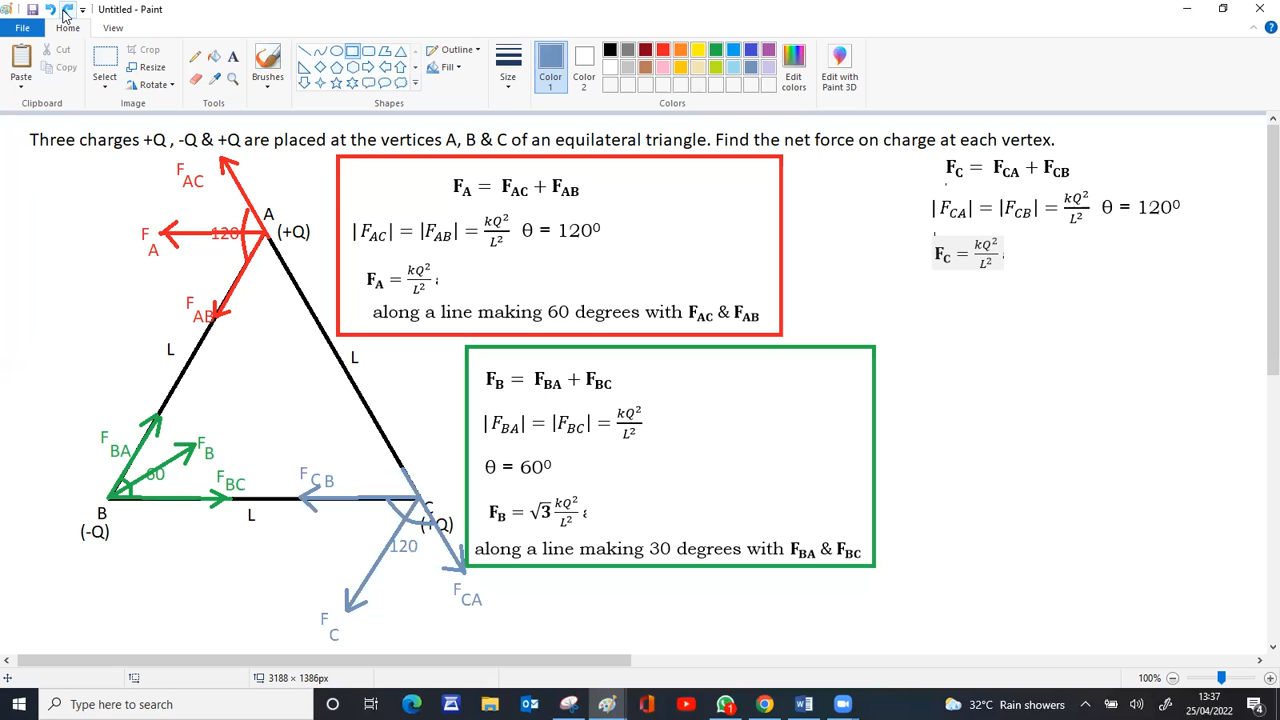 Untitled - Paint
File Home View
Paste Cut Copy Clipboard
Select Crop Resize Rotate Image
Tools
Brushes
Shapes Outline Fill
Size
Color 1 Color 2 Edit colors Colors
Edit with Paint 3D
Three charges +Q , -Q & +Q are placed at the vertices A, B & C of an equilateral triangle. Find the net force on charge at each vertex.
F_AC
A
(+Q)
F_A
120
F_AB
L
L
F_BA
F_B
60
F_BC
B
(-Q)
L
F_CB
C
(+Q)
120
F_C
F_CA
F_A = F_AC + F_AB
|F_AC| = |F_AB| = kQ²/L² θ = 120⁰
F_A = kQ²/L²
along a line making 60 degrees with F_AC & F_AB
F_B = F_BA + F_BC
|F_BA| = |F_BC| = kQ²/L²
θ = 60⁰
F_B = √3 kQ²/L²
along a line making 30 degrees with F_BA & F_BC
F_C = F_CA + F_CB
|F_CA| = |F_CB| = kQ²/L² θ = 120⁰
F_C = kQ²/L²
3188 × 1386px
100%
Type here to search
32°C Rain showers
13:37
25/04/2022